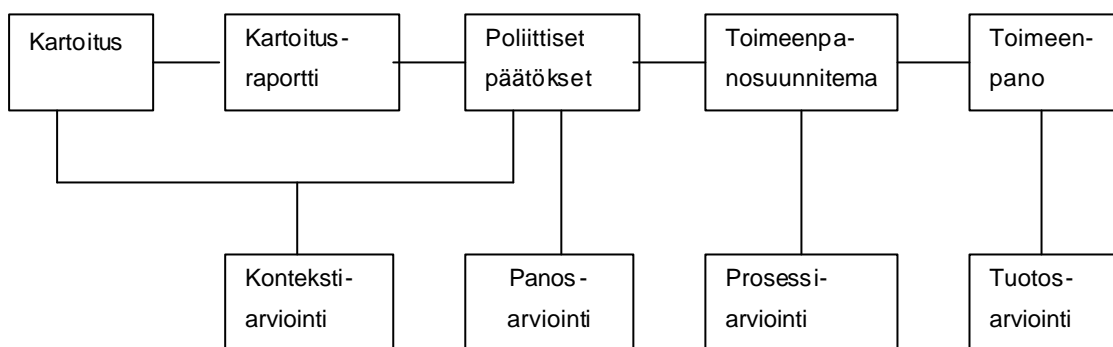 Kartoitus
Kartoitus-
raportti
Poliittiset
päätökset
Toimeenpa-
nosuunnitema
Toimeen-
pano
Konteksti-
arviointi
Panos-
arviointi
Prosessi-
arviointi
Tuotos-
arviointi